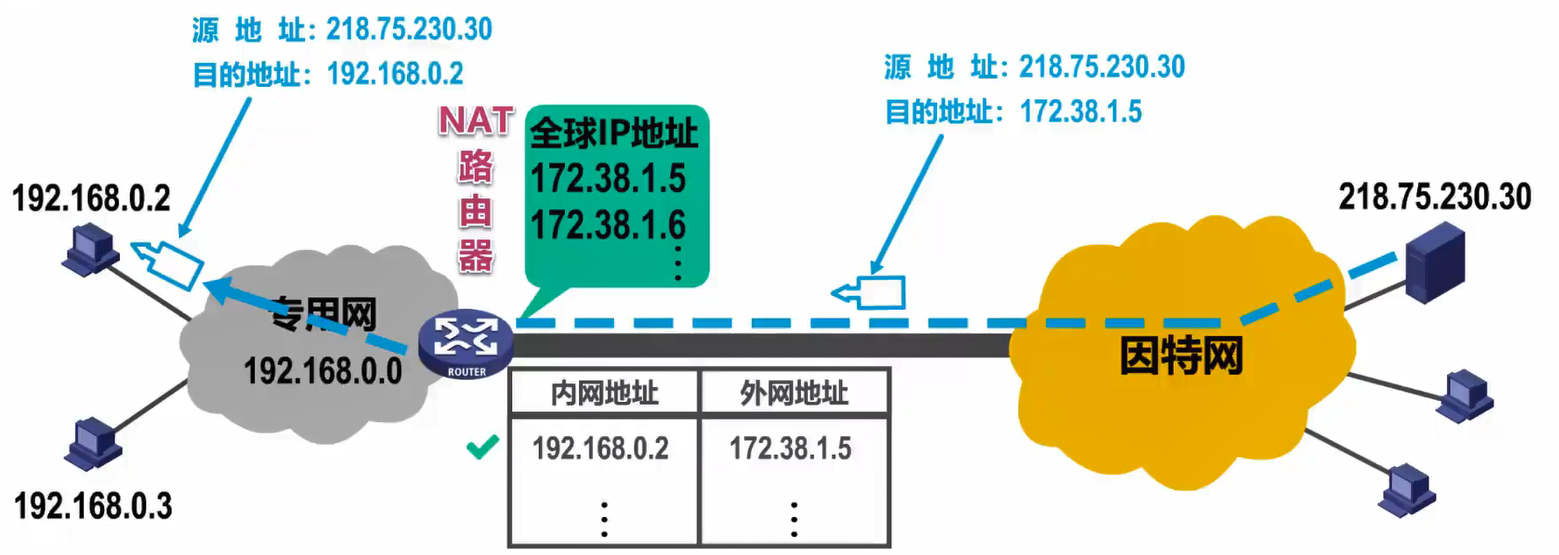 源 地 址: 218.75.230.30
目的地址: 192.168.0.2
源 地 址: 218.75.230.30
目的地址: 172.38.1.5
NAT
路
由
器
全球IP地址
172.38.1.5
172.38.1.6
⋮
192.168.0.2
218.75.230.30
专用网
192.168.0.0
ROUTER
因特网
内网地址 外网地址
✓ 192.168.0.2 172.38.1.5
⋮ ⋮
192.168.0.3